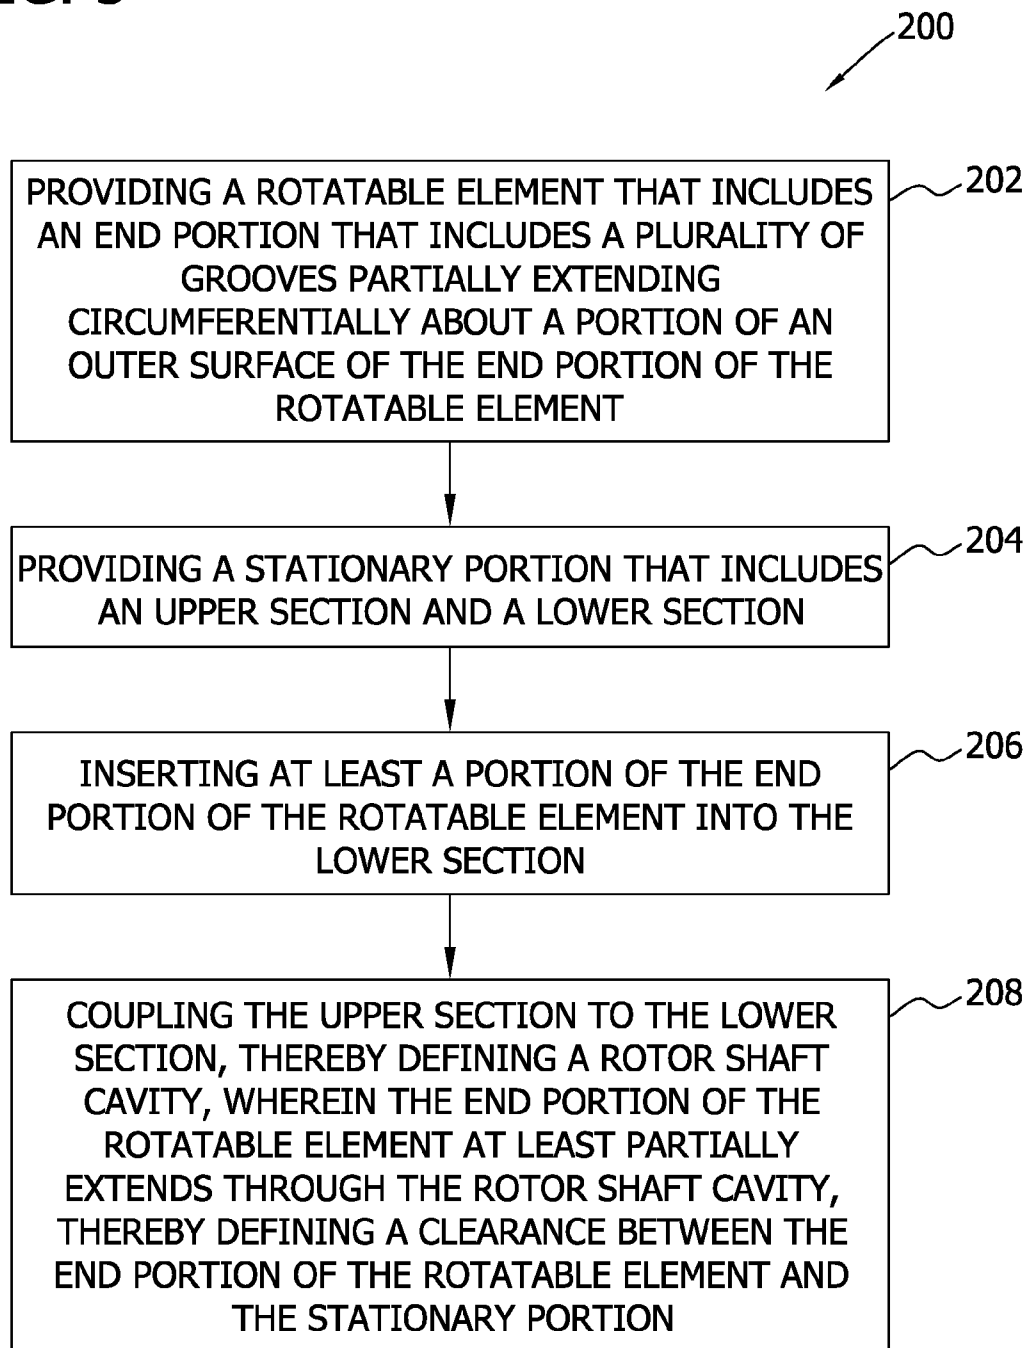 200
PROVIDING A ROTATABLE ELEMENT THAT INCLUDES
AN END PORTION THAT INCLUDES A PLURALITY OF
GROOVES PARTIALLY EXTENDING
CIRCUMFERENTIALLY ABOUT A PORTION OF AN
OUTER SURFACE OF THE END PORTION OF THE
ROTATABLE ELEMENT
202
PROVIDING A STATIONARY PORTION THAT INCLUDES
AN UPPER SECTION AND A LOWER SECTION
204
INSERTING AT LEAST A PORTION OF THE END
PORTION OF THE ROTATABLE ELEMENT INTO THE
LOWER SECTION
206
COUPLING THE UPPER SECTION TO THE LOWER
SECTION, THEREBY DEFINING A ROTOR SHAFT
CAVITY, WHEREIN THE END PORTION OF THE
ROTATABLE ELEMENT AT LEAST PARTIALLY
EXTENDS THROUGH THE ROTOR SHAFT CAVITY,
THEREBY DEFINING A CLEARANCE BETWEEN THE
END PORTION OF THE ROTATABLE ELEMENT AND
THE STATIONARY PORTION
208